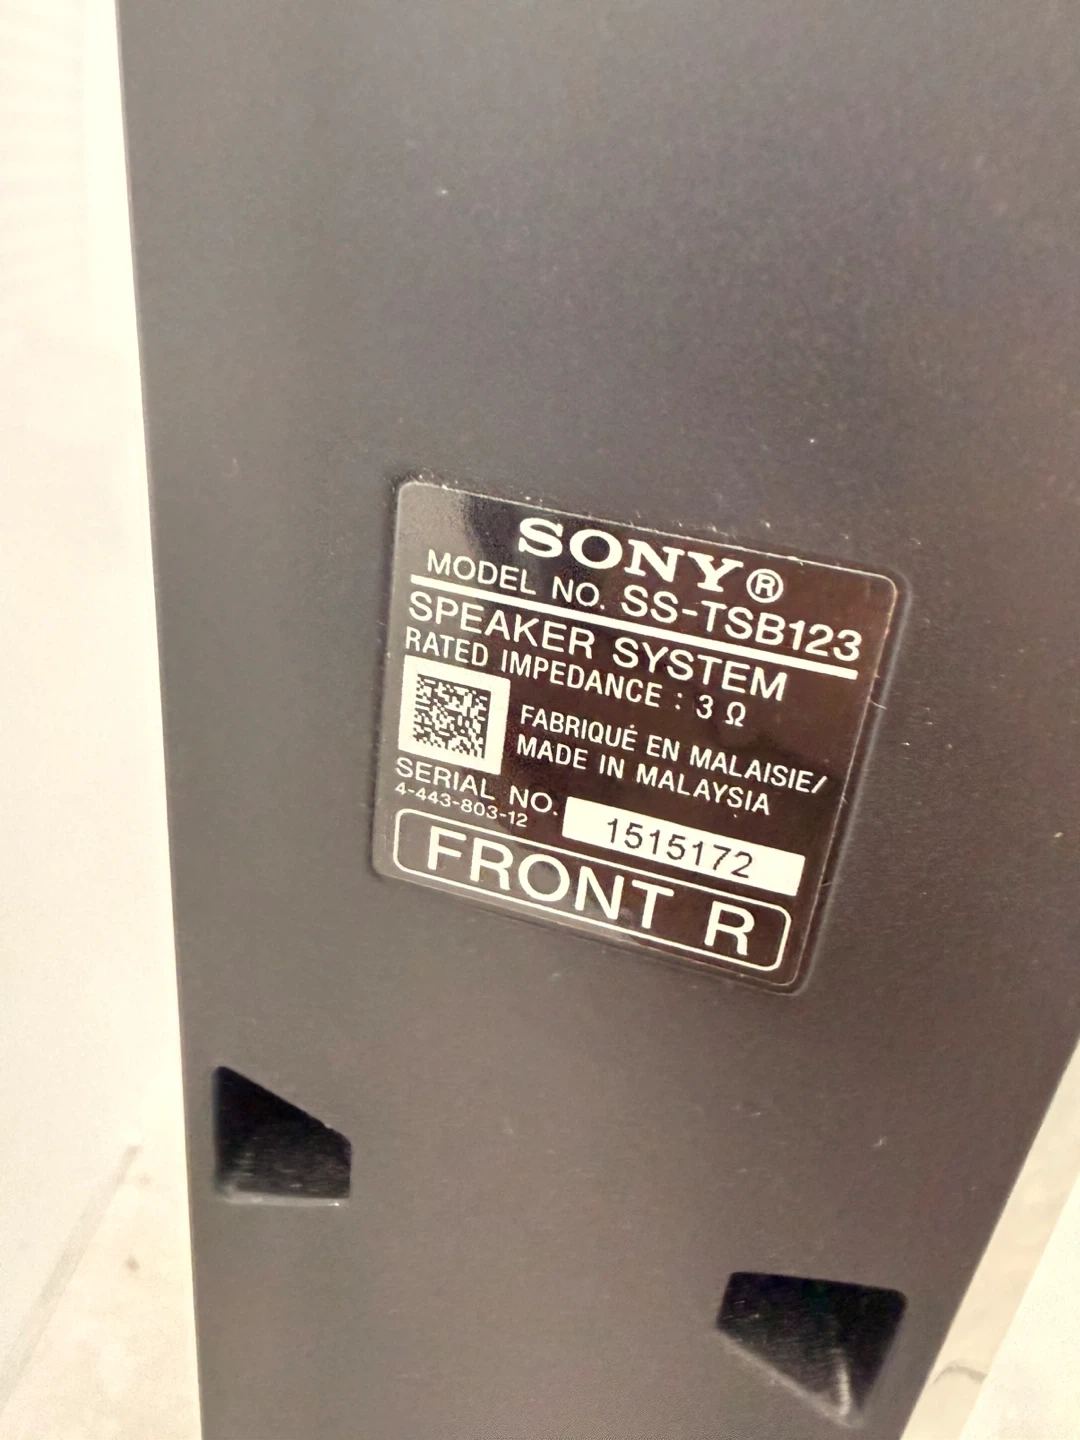 SONY®
MODEL NO. SS-TSB123
SPEAKER SYSTEM
RATED IMPEDANCE : 3 Ω
FABRIQUÉ EN MALAISIE/
MADE IN MALAYSIA
SERIAL NO. 1515172
4-443-803-12
FRONT R